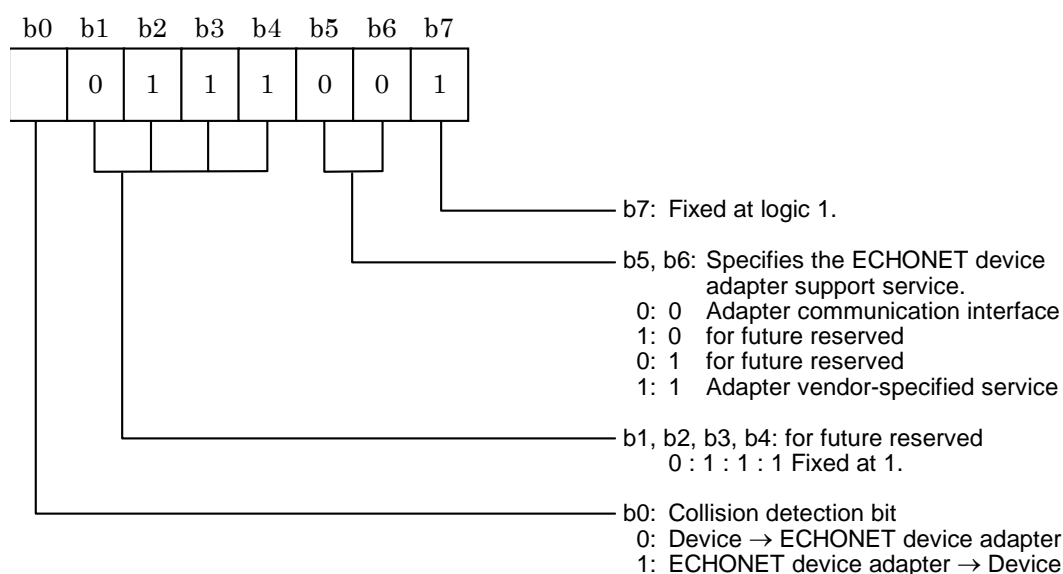 b0 b1 b2 b3 b4 b5 b6 b7
0 1 1 1 0 0 1
b7: Fixed at logic 1.
b5, b6: Specifies the ECHONET device
adapter support service.
0: 0 Adapter communication interface
1: 0 for future reserved
0: 1 for future reserved
1: 1 Adapter vendor-specified service
b1, b2, b3, b4: for future reserved
0 : 1 : 1 : 1 Fixed at 1.
b0: Collision detection bit
0: Device → ECHONET device adapter
1: ECHONET device adapter → Device